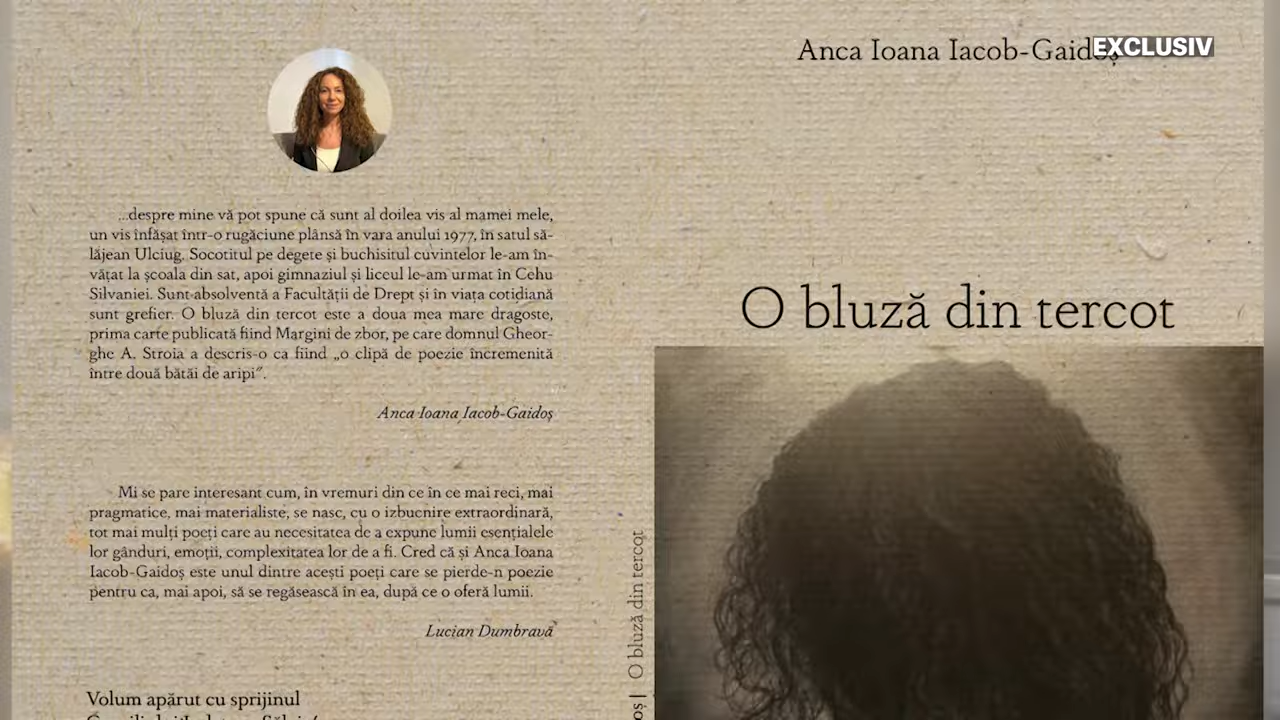 Anca Ioana Iacob-Gaidoș
EXCLUSIV
...despre mine vă pot spune că sunt al doilea vis al mamei mele,
un vis înfășat într-o rugăciune plânsă în vara anului 1977, în satul să-
lăjean Ulciug. Socotitul pe degete și buchisitul cuvintelor le-am în-
vățat la școala din sat, apoi gimnaziul și liceul le-am urmat în Cehu
Silvaniei. Sunt absolventă a Facultății de Drept și în viața cotidiană
sunt grefier. O bluză din tercot este a doua mea mare dragoste,
prima carte publicată fiind Margini de zbor, pe care domnul Gheor-
ghe A. Stroia a descris-o ca fiind „o clipă de poezie încremenită
între două bătăi de aripi”.
Anca Ioana Iacob-Gaidoș
Mi se pare interesant cum, în vremuri din ce în ce mai reci, mai
pragmatice, mai materialiste, se nasc, cu o izbucnire extraordinară,
tot mai mulți poeți care au necesitatea de a expune lumii esențialele
lor gânduri, emoții, complexitatea lor de a fi. Cred că și Anca Ioana
Iacob-Gaidoș este unul dintre acești poeți care se pierde-n poezie
pentru ca, mai apoi, să se regăsească în ea, după ce o oferă lumii.
Lucian Dumbravă
Volum apărut cu sprijinul
oș | O bluză din tercot
O bluză din tercot